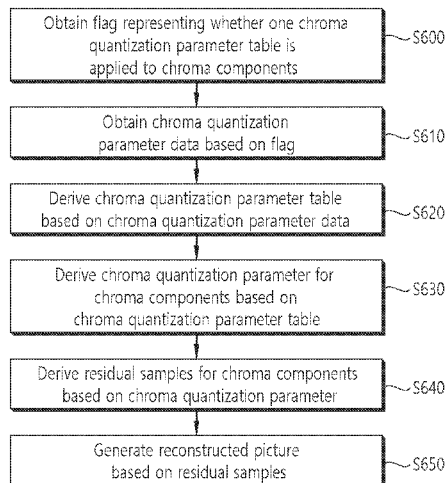 Obtain flag representing whether one chroma
quantization parameter table is
applied to chroma components
S600
Obtain chroma quantization
parameter data based on flag
S610
Derive chroma quantization parameter table
based on chroma quantization parameter data
S620
Derive chroma quantization parameter for
chroma components based on
chroma quantization parameter table
S630
Derive residual samples for chroma components
based on chroma quantization parameter
S640
Generate reconstructed picture
based on residual samples
S650